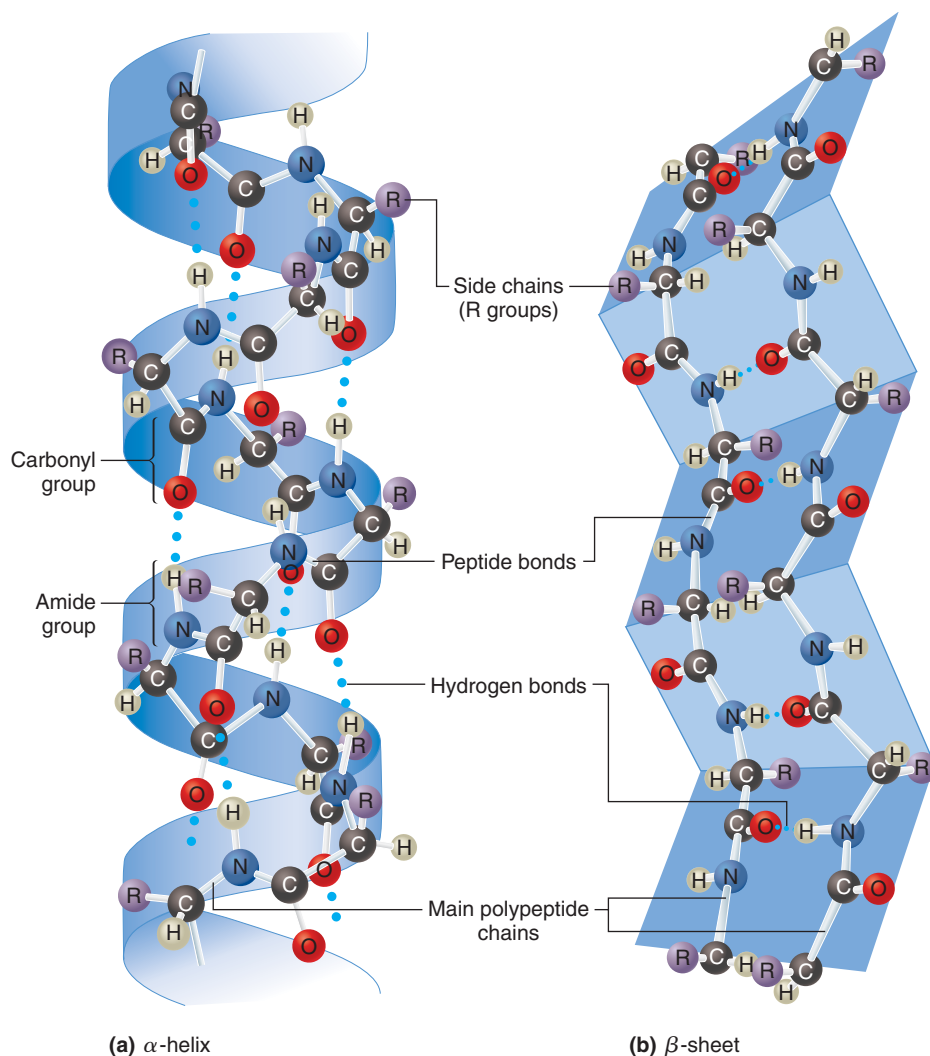 Side chains
(R groups)
Carbonyl
group
Peptide bonds
Amide
group
Hydrogen bonds
Main polypeptide
chains
(a) α-helix
(b) β-sheet